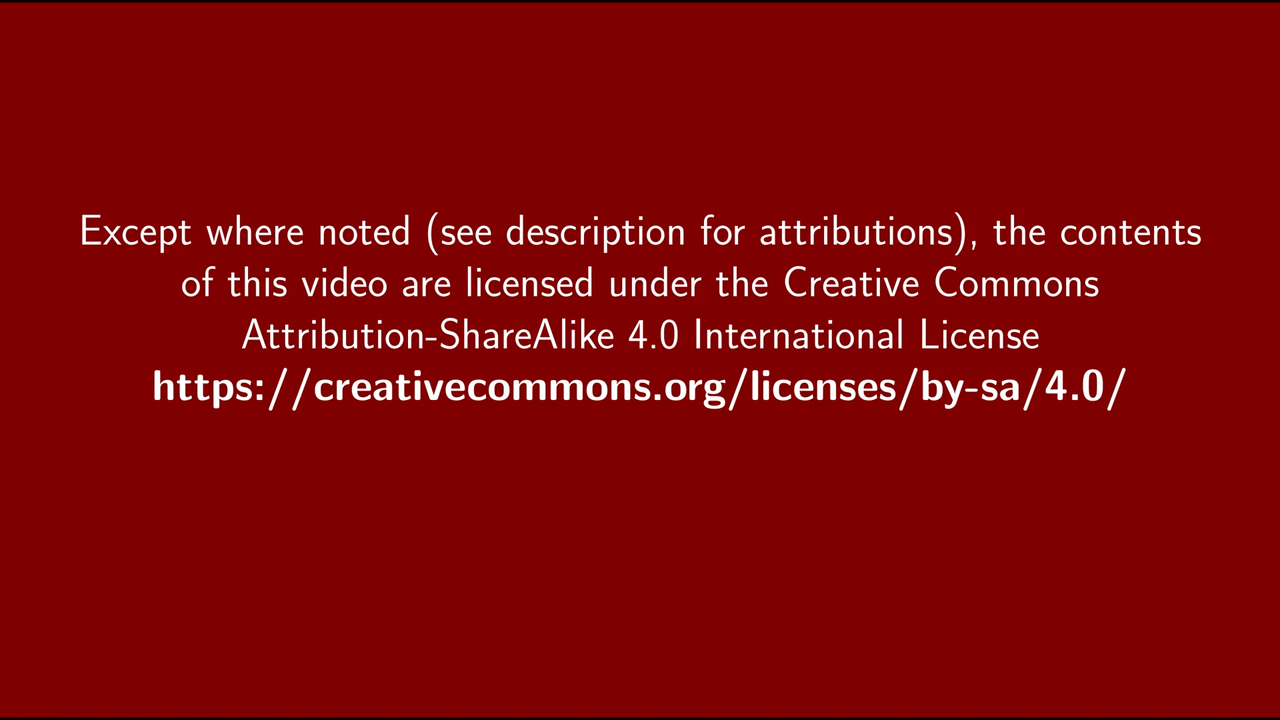 Except where noted (see description for attributions), the contents
of this video are licensed under the Creative Commons
Attribution-ShareAlike 4.0 International License
https://creativecommons.org/licenses/by-sa/4.0/